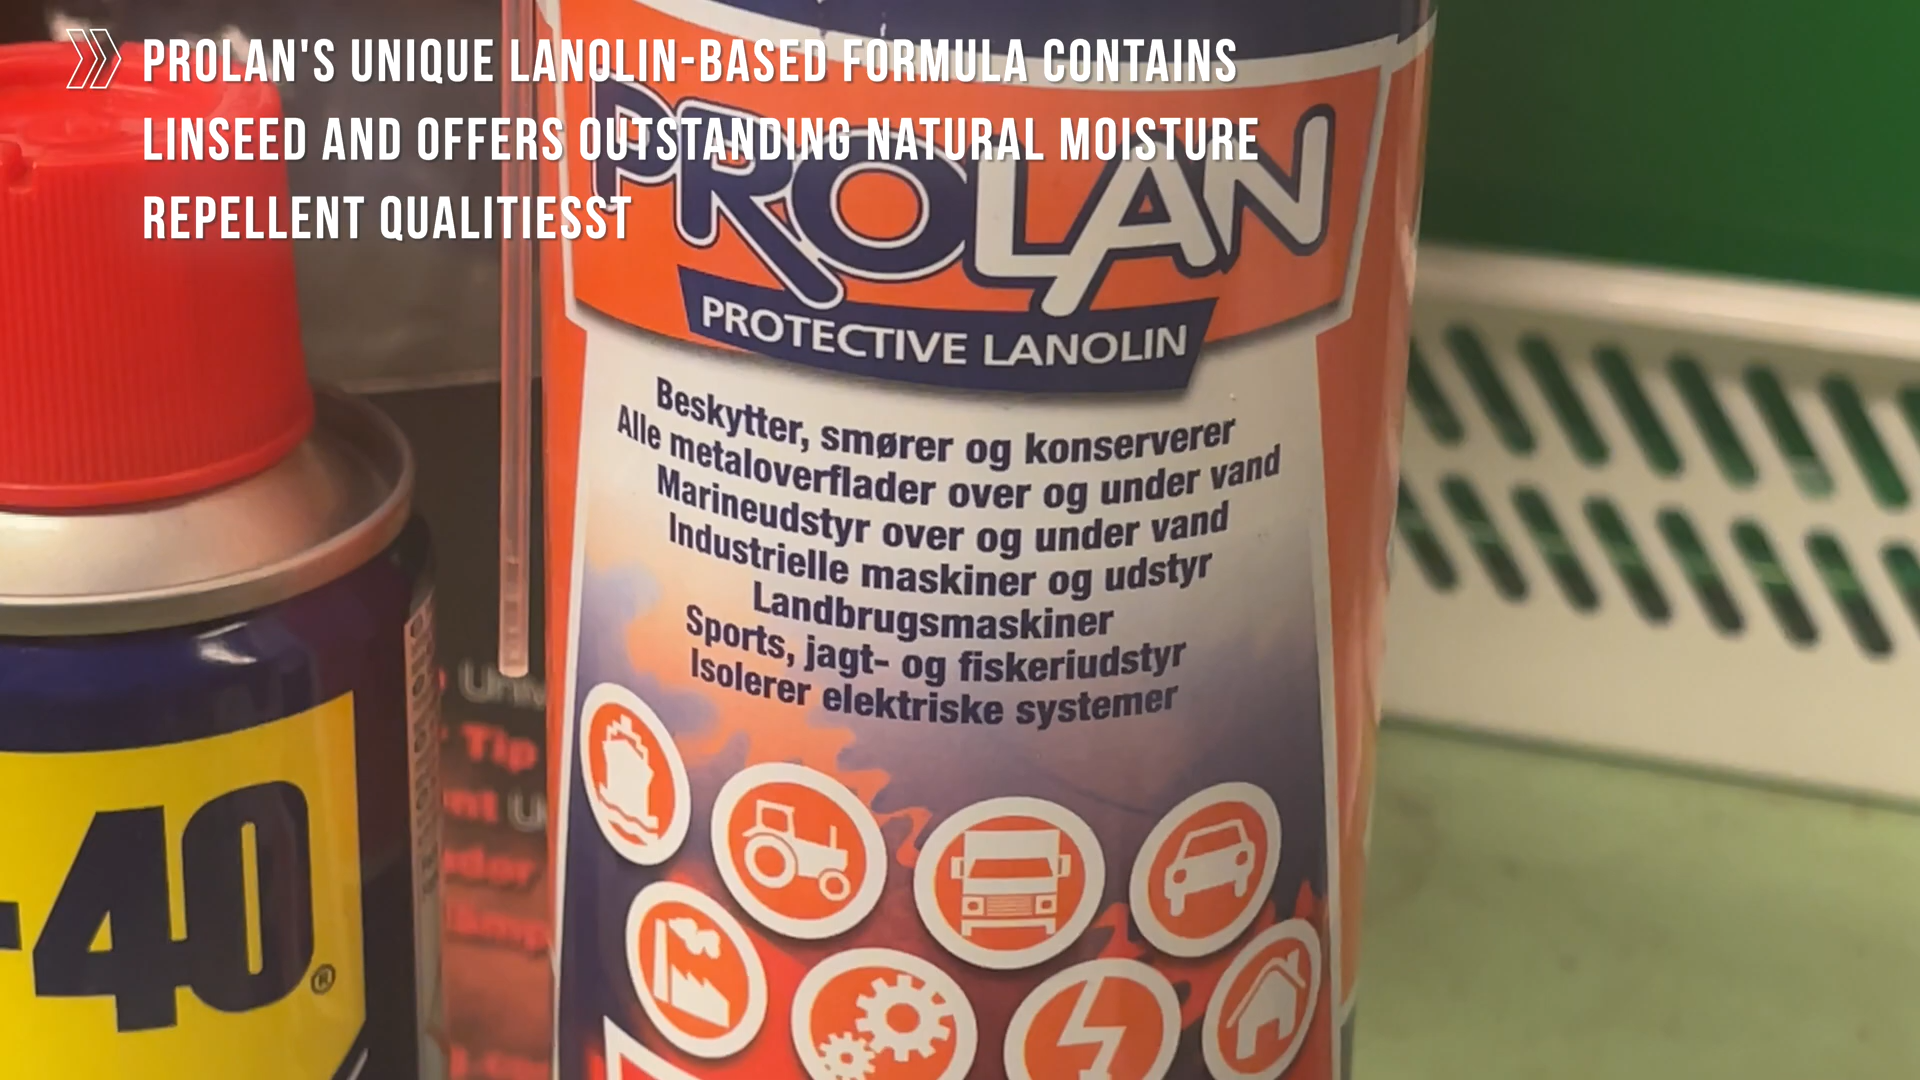 PROLAN'S UNIQUE LANOLIN-BASED FORMULA CONTAINS
LINSEED AND OFFERS OUTSTANDING NATURAL MOISTURE
REPELLENT QUALITIESST
PROLAN
PROTECTIVE LANOLIN
Beskytter, smører og konserverer
Alle metaloverflader over og under vand
Marineudstyr over og under vand
Industrielle maskiner og udstyr
Landbrugsmaskiner
Sports, jagt- og fiskeriudstyr
Isolerer elektriske systemer
-40®
Tip